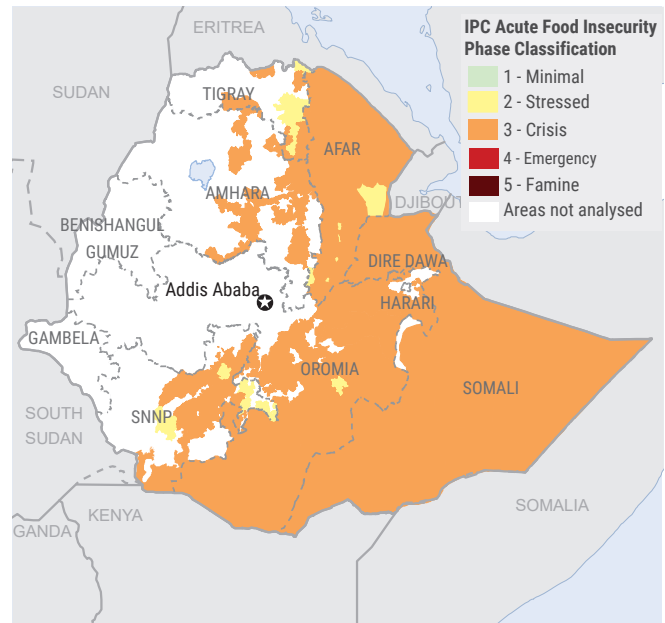 IPC Acute Food Insecurity
Phase Classification
1 - Minimal
2 - Stressed
3 - Crisis
4 - Emergency
5 - Famine
Areas not analysed
ERITREA
SUDAN
TIGRAY
AFAR
AMHARA
DJIBOUT
BENISHANGUL
GUMUZ
DIRE DAWA
Addis Ababa
HARARI
GAMBELA
OROMIA
SOMALI
SNNP
SOUTH
SUDAN
SOMALIA
KENYA
GANDA